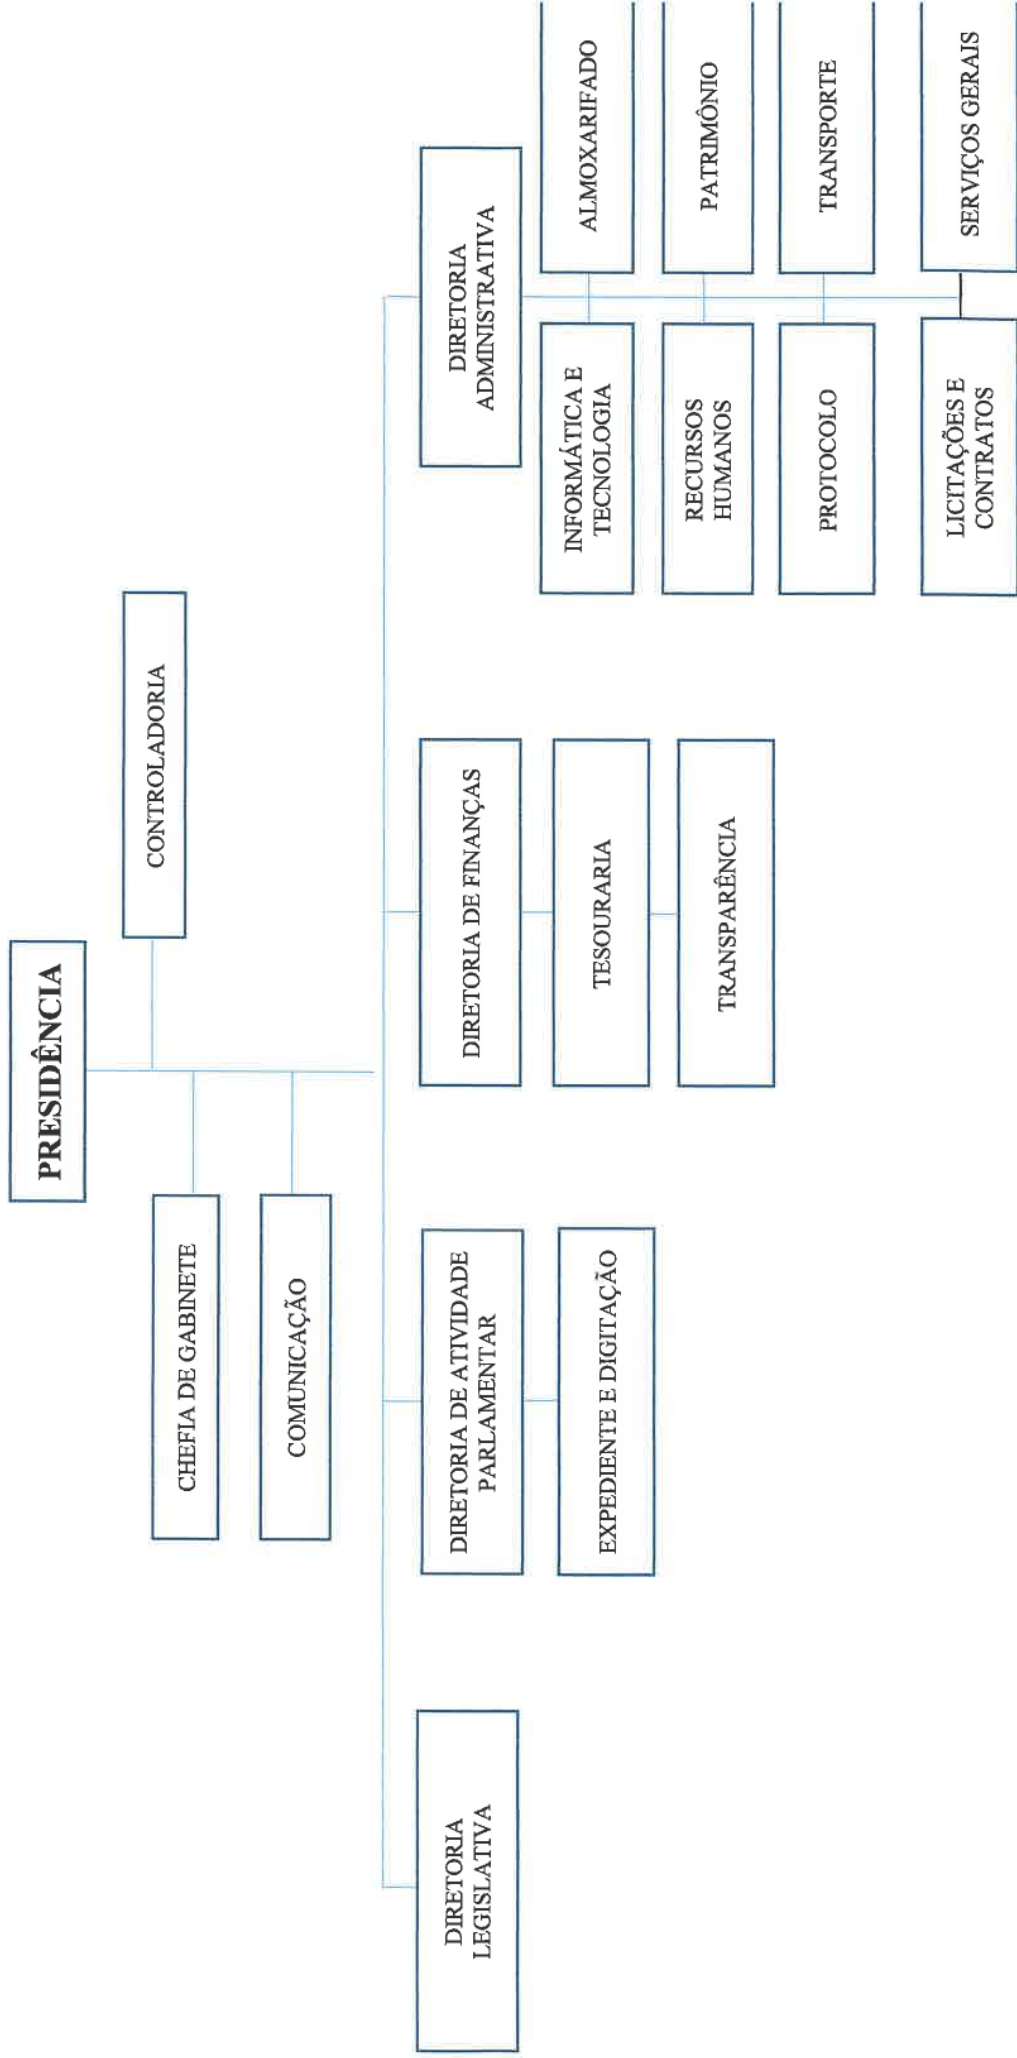 PRESIDÊNCIA
CONTROLADORIA
CHEFIA DE GABINETE
COMUNICAÇÃO
DIRETORIA
LEGISLATIVA
DIRETORIA DE ATIVIDADE
PARLAMENTAR
EXPEDIENTE E DIGITAÇÃO
DIRETORIA DE FINANÇAS
TESOURARIA
TRANSPARÊNCIA
DIRETORIA
ADMINISTRATIVA
INFORMÁTICA E
TECNOLOGIA
ALMOXARIFADO
RECURSOS
HUMANOS
PATRIMÔNIO
PROTOCOLO
TRANSPORTE
LICITAÇÕES E
CONTRATOS
SERVIÇOS GERAIS